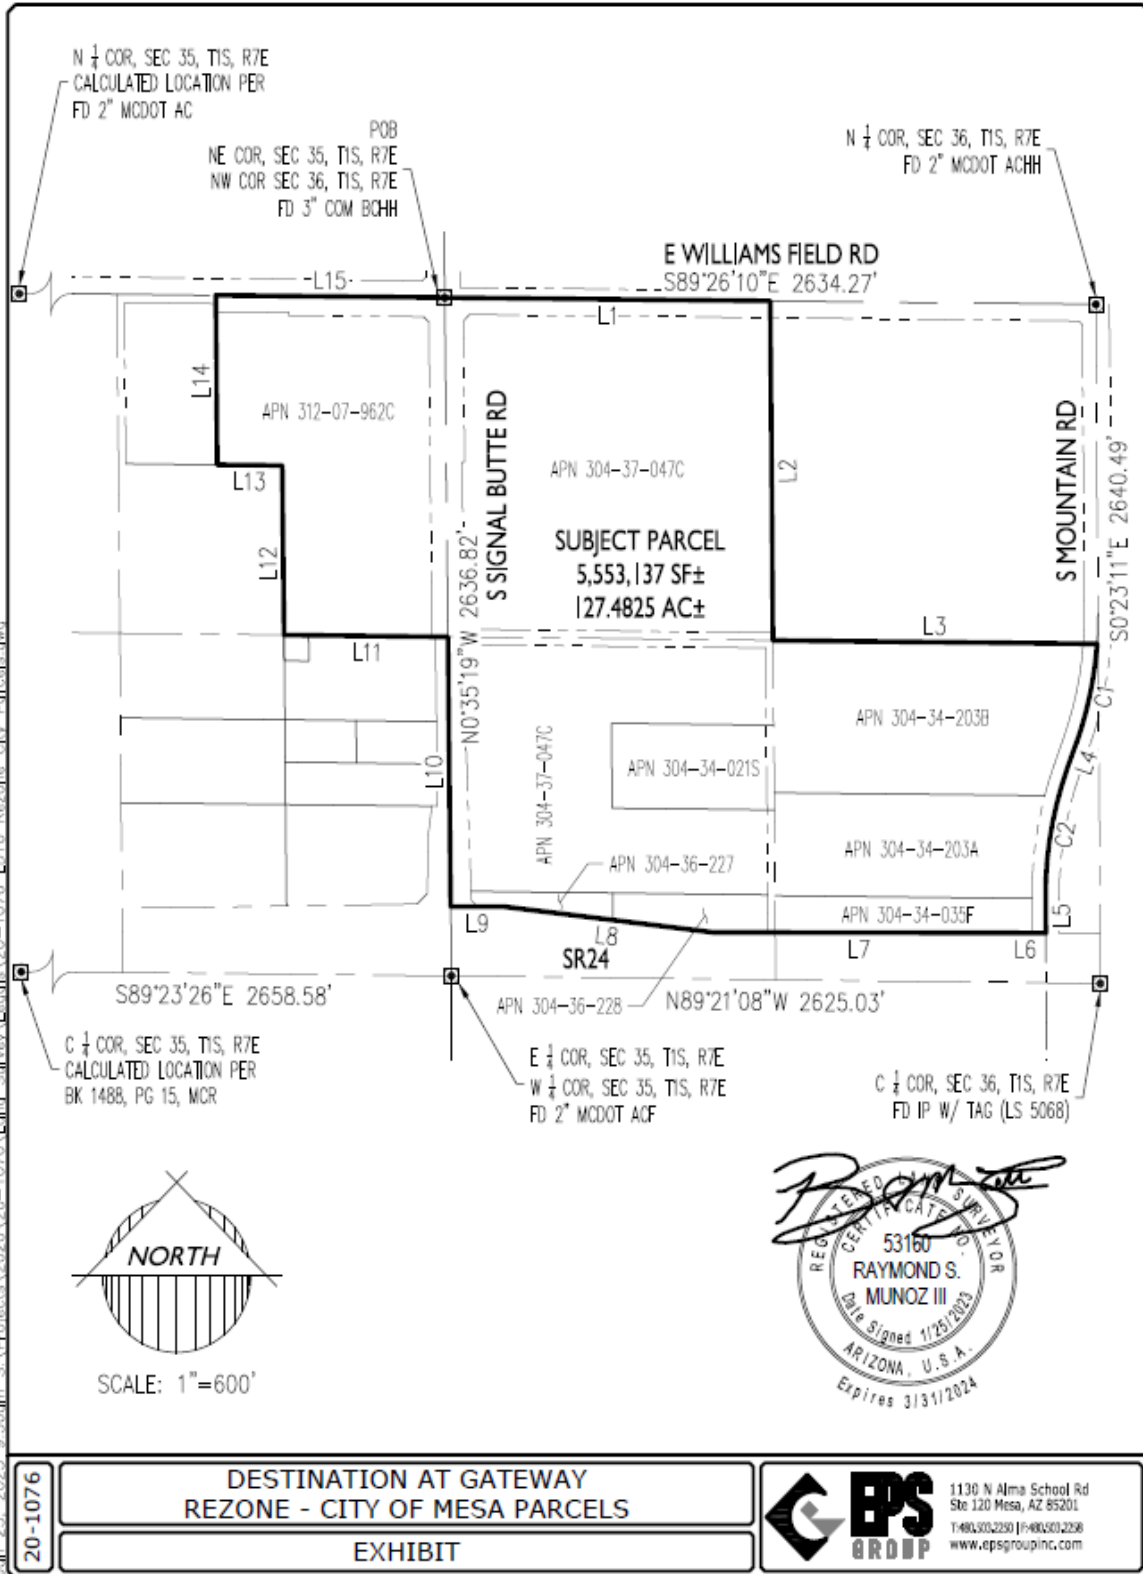 N 1/4 COR, SEC 35, T1S, R7E
CALCULATED LOCATION PER
FD 2" MCDOT AC
POB
NE COR, SEC 35, T1S, R7E
NW COR SEC 36, T1S, R7E
FD 3" COM BCHH
N 1/4 COR, SEC 36, T1S, R7E
FD 2" MCDOT ACHH
E WILLIAMS FIELD RD
S89°26'10"E 2634.27'
L15
L1
L14
APN 312-07-962C
S SIGNAL BUTTE RD
APN 304-37-047C
L2
S MOUNTAIN RD
S0°23'11"E 2640.49'
L13
L12
N0°35'19"W 2636.82'
SUBJECT PARCEL
5,553,137 SF±
127.4825 AC±
L3
L11
C1
APN 304-34-203B
L10
APN 304-37-047C
APN 304-34-021S
L4
C2
APN 304-34-203A
APN 304-36-227
L9
L8
APN 304-34-035F
L5
L7
L6
SR24
S89°23'26"E 2658.58'
APN 304-36-228
N89°21'08"W 2625.03'
C 1/4 COR, SEC 35, T1S, R7E
CALCULATED LOCATION PER
BK 1488, PG 15, MCR
E 1/4 COR, SEC 35, T1S, R7E
W 1/4 COR, SEC 35, T1S, R7E
FD 2" MCDOT ACF
C 1/4 COR, SEC 36, T1S, R7E
FD IP W/ TAG (LS 5068)
NORTH
SCALE: 1"=600'
REGISTERED LAND SURVEYOR
CERTIFICATE NO.
53160
RAYMOND S.
MUNOZ III
Date Signed 1/25/2023
ARIZONA, U.S.A.
Expires 3/31/2024
20-1076
DESTINATION AT GATEWAY
REZONE - CITY OF MESA PARCELS
EXHIBIT
EPS
GROUP
1130 N Alma School Rd
Ste 120 Mesa, AZ 85201
T:480.503.2250 | F:480.503.2258
www.epsgroupinc.com